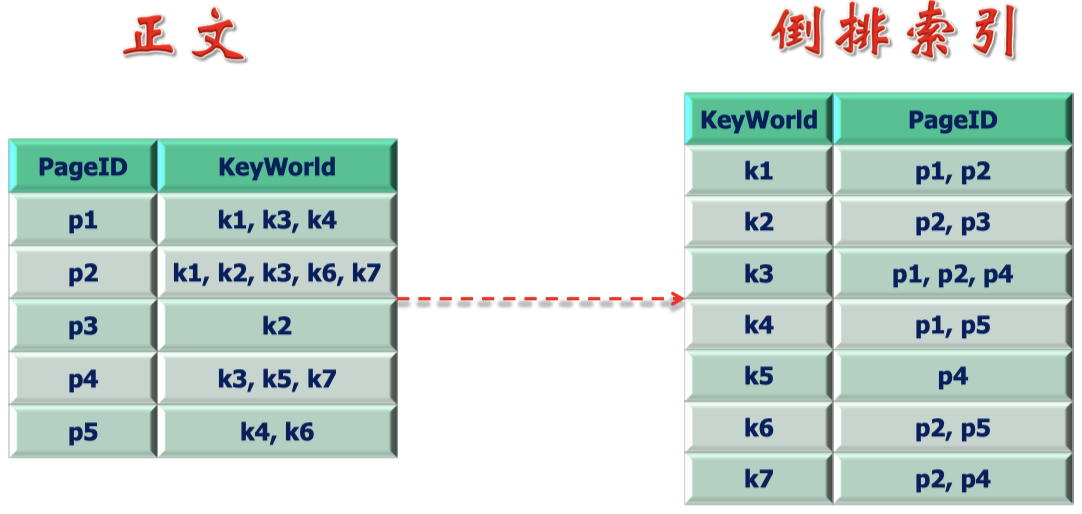 正文
PageID KeyWorld
p1 k1, k3, k4
p2 k1, k2, k3, k6, k7
p3 k2
p4 k3, k5, k7
p5 k4, k6
倒排索引
KeyWorld PageID
k1 p1, p2
k2 p2, p3
k3 p1, p2, p4
k4 p1, p5
k5 p4
k6 p2, p5
k7 p2, p4